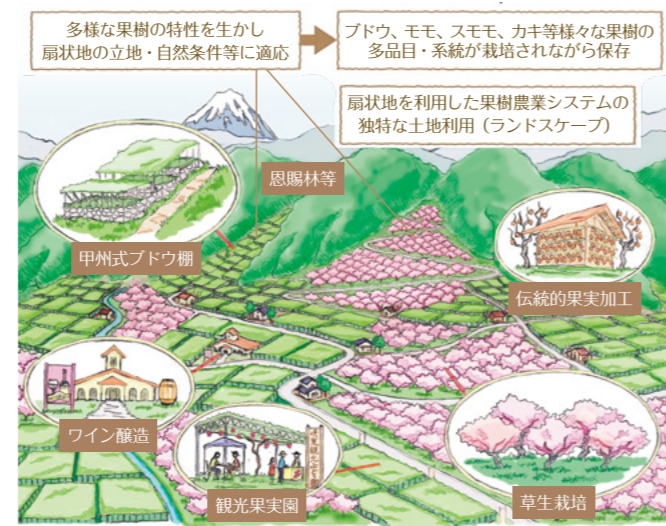 多様な果樹の特性を生かし
扇状地の立地・自然条件等に適応
ブドウ、モモ、スモモ、カキ等様々な果樹の
多品目・系統が栽培されながら保存
扇状地を利用した果樹農業システムの
独特な土地利用（ランドスケープ）
恩賜林等
甲州式ブドウ棚
伝統的果実加工
ワイン醸造
観光果実園
草生栽培